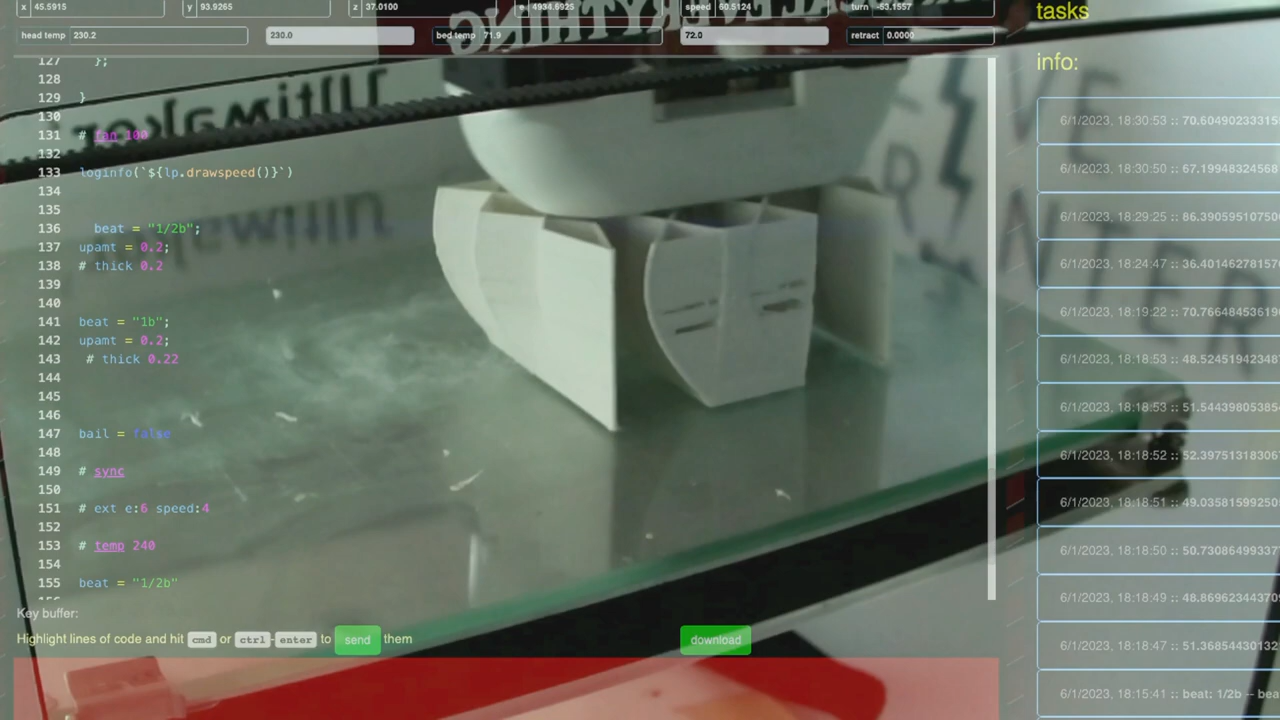 x 45.5915 y 93.9265 z 37.0100 e 4934.6925 speed 60.5124 turn -53.1557
head temp 230.2 230.0 bed temp 71.9 72.0 retract 0.0000
tasks
info:
127 };
128
129 }
130
131 # fan 100
132
133 loginfo(`${lp.drawspeed()}`)
134
135
136 beat = "1/2b";
137 upamt = 0.2;
138 # thick 0.2
139
140
141 beat = "1b";
142 upamt = 0.2;
143 # thick 0.22
144
145
146
147 bail = false
148
149 # sync
150
151 # ext e:6 speed:4
152
153 # temp 240
154
155 beat = "1/2b"
Key buffer:
Highlight lines of code and hit cmd or ctrl-enter to send them
download
6/1/2023, 18:30:53 :: 70.60490233315
6/1/2023, 18:30:50 :: 67.19948324568
6/1/2023, 18:29:25 :: 86.3905951075
6/1/2023, 18:24:47 :: 36.4014627815
6/1/2023, 18:19:22 :: 70.7664845361
6/1/2023, 18:18:53 :: 48.52451942348
6/1/2023, 18:18:53 :: 51.54439805385
6/1/2023, 18:18:52 :: 52.3975131830
6/1/2023, 18:18:51 :: 49.0358159925
6/1/2023, 18:18:50 :: 50.7308649933
6/1/2023, 18:18:49 :: 48.8696234437
6/1/2023, 18:18:47 :: 51.36854430132
6/1/2023, 18:15:41 :: beat: 1/2b -- bea
Ultimaker